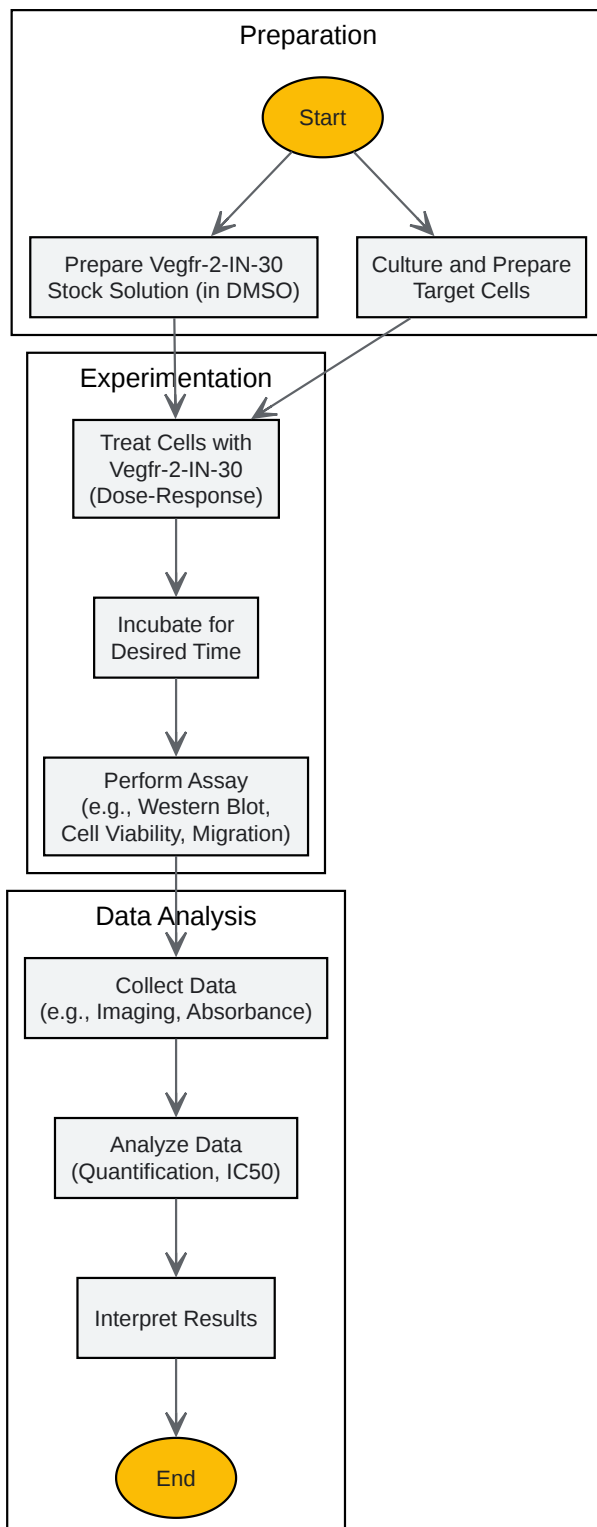 Preparation
Start
Prepare Vegfr-2-IN-30
Stock Solution (in DMSO)
Culture and Prepare
Target Cells
Experimentation
Treat Cells with
Vegfr-2-IN-30
(Dose-Response)
Incubate for
Desired Time
Perform Assay
(e.g., Western Blot,
Cell Viability, Migration)
Data Analysis
Collect Data
(e.g., Imaging, Absorbance)
Analyze Data
(Quantification, IC50)
Interpret Results
End